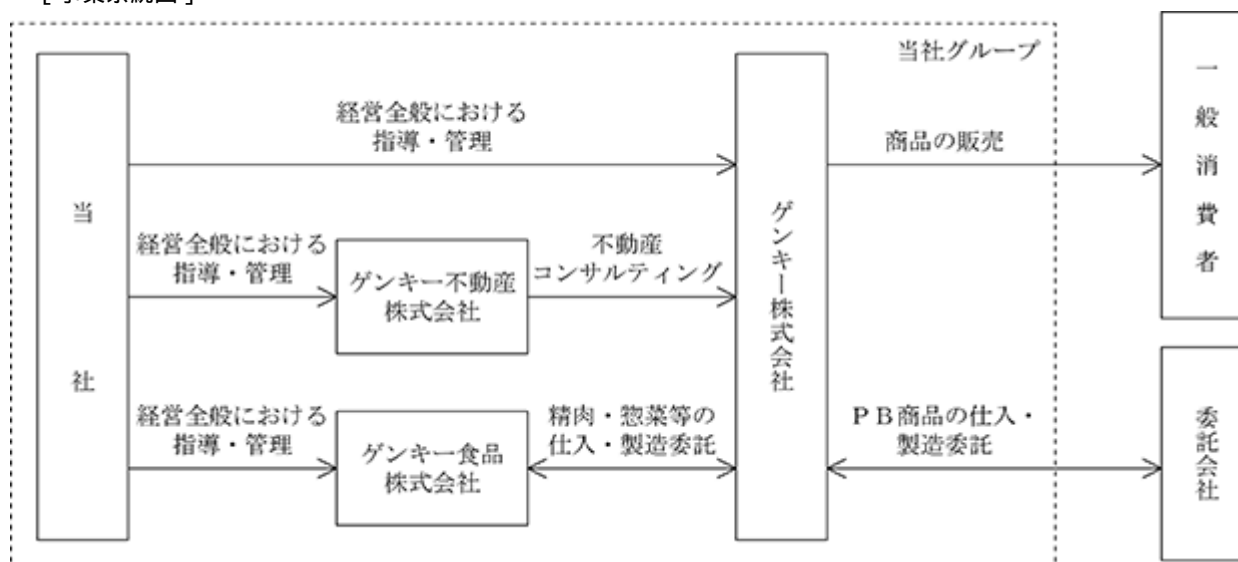 [事業系統図]
当社グループ
当社
経営全般における
指導・管理
経営全般における
指導・管理
ゲンキー不動産
株式会社
不動産
コンサルティング
経営全般における
指導・管理
ゲンキー食品
株式会社
精肉・惣菜等の
仕入・製造委託
ゲンキー株式会社
商品の販売
ＰＢ商品の仕入・
製造委託
一般消費者
委託会社